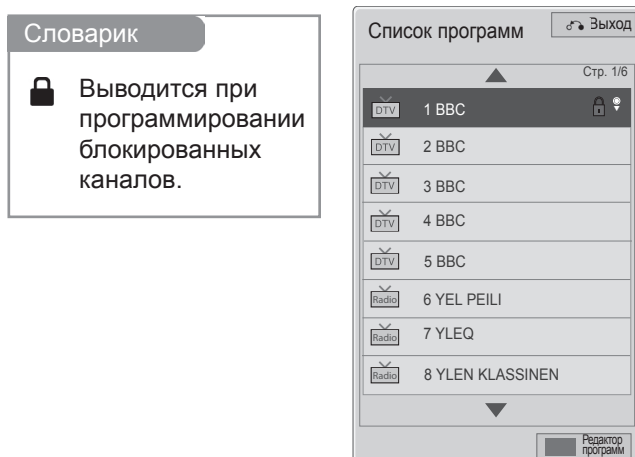 Словарик
Выводится при
программировании
блокированных
каналов.
Список программ
Выход
Стр. 1/6
DTV 1 BBC
DTV 2 BBC
DTV 3 BBC
DTV 4 BBC
DTV 5 BBC
Radio 6 YEL PEILI
Radio 7 YLEQ
Radio 8 YLEN KLASSINEN
Редактор
программ